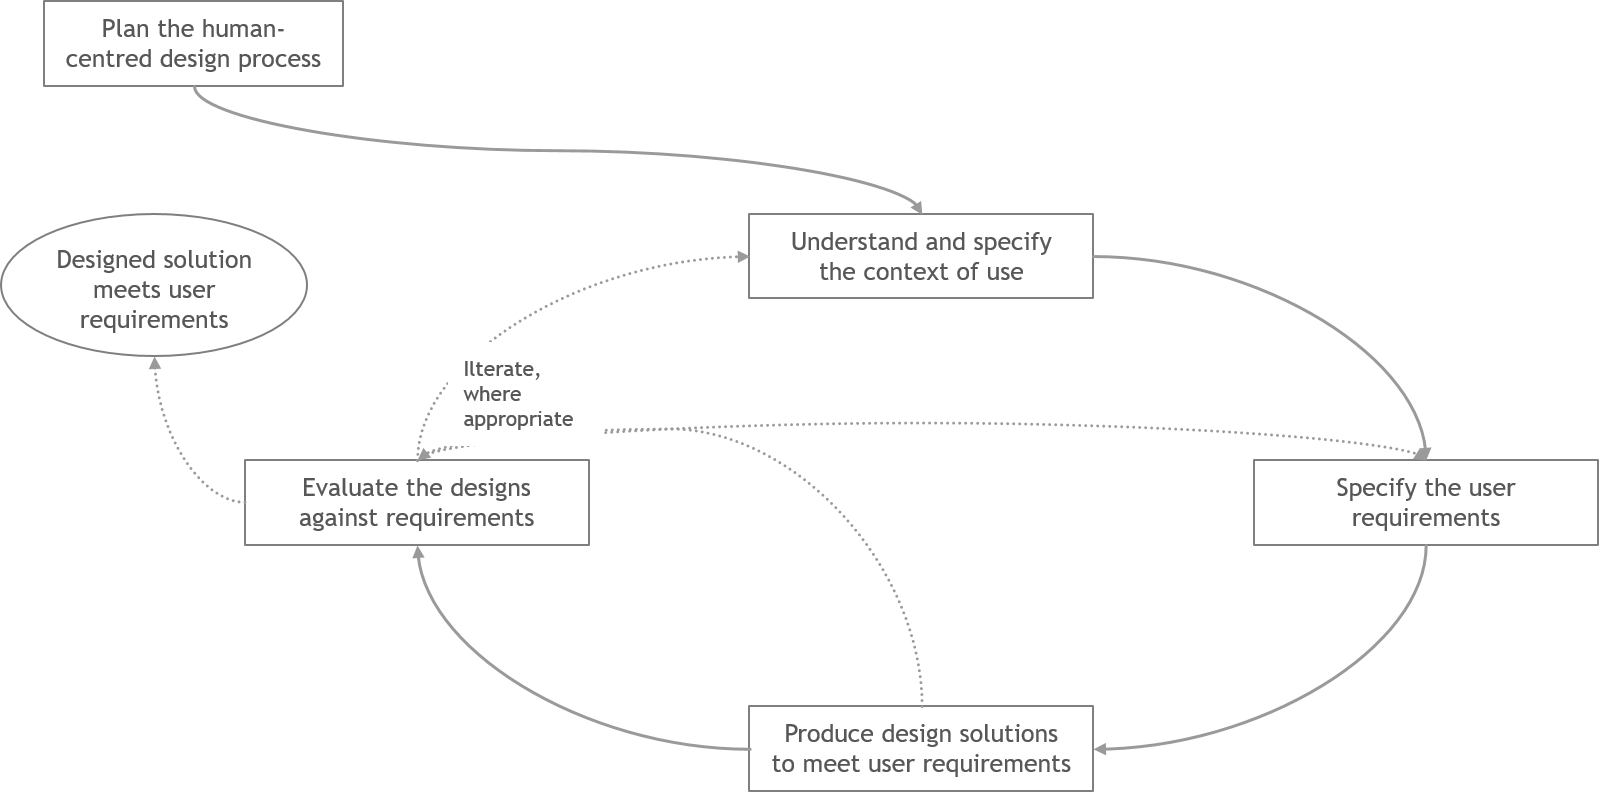 Plan the human-
centred design process
Understand and specify
the context of use
Designed solution
meets user
requirements
Ilterate,
where
appropriate
Evaluate the designs
against requirements
Specify the user
requirements
Produce design solutions
to meet user requirements